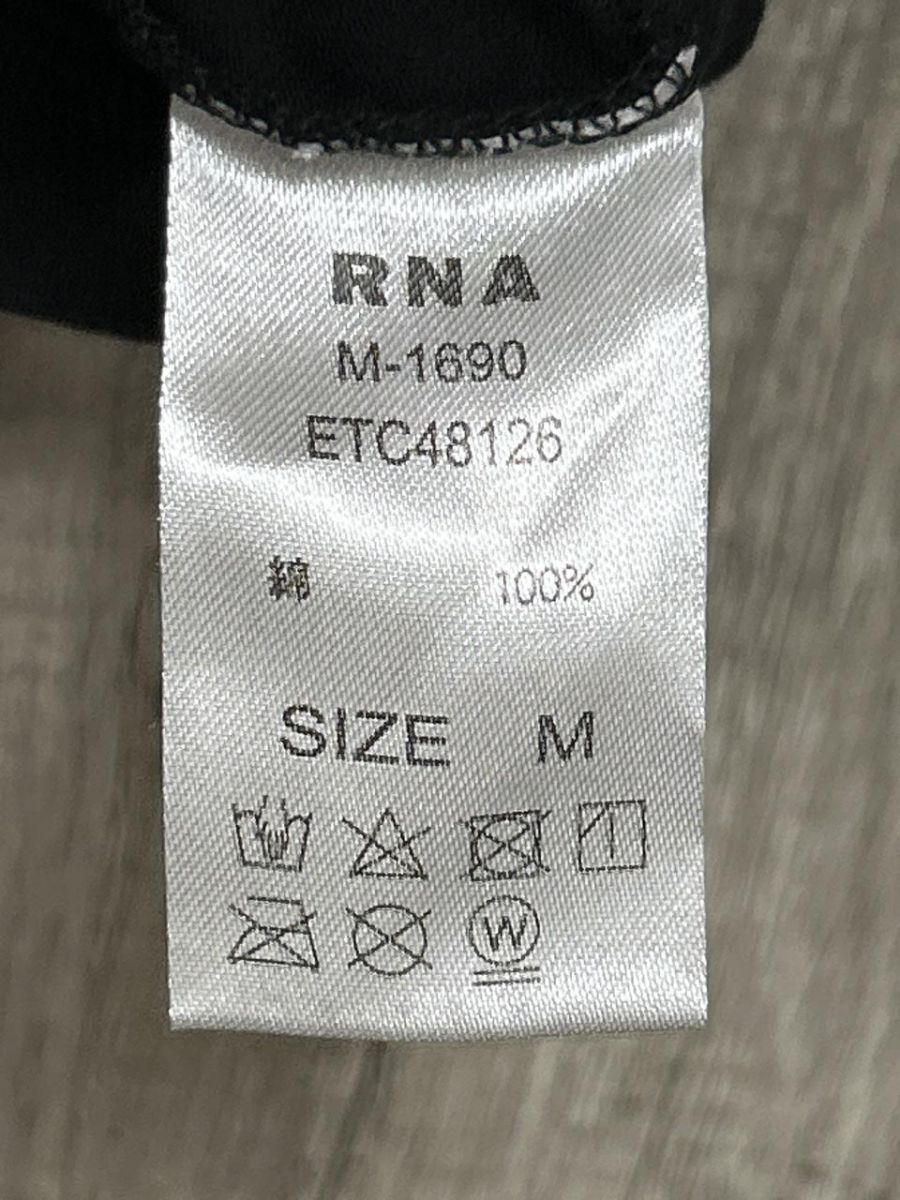 RNA
M-1690
ETC48126
綿 100%
SIZE M
W